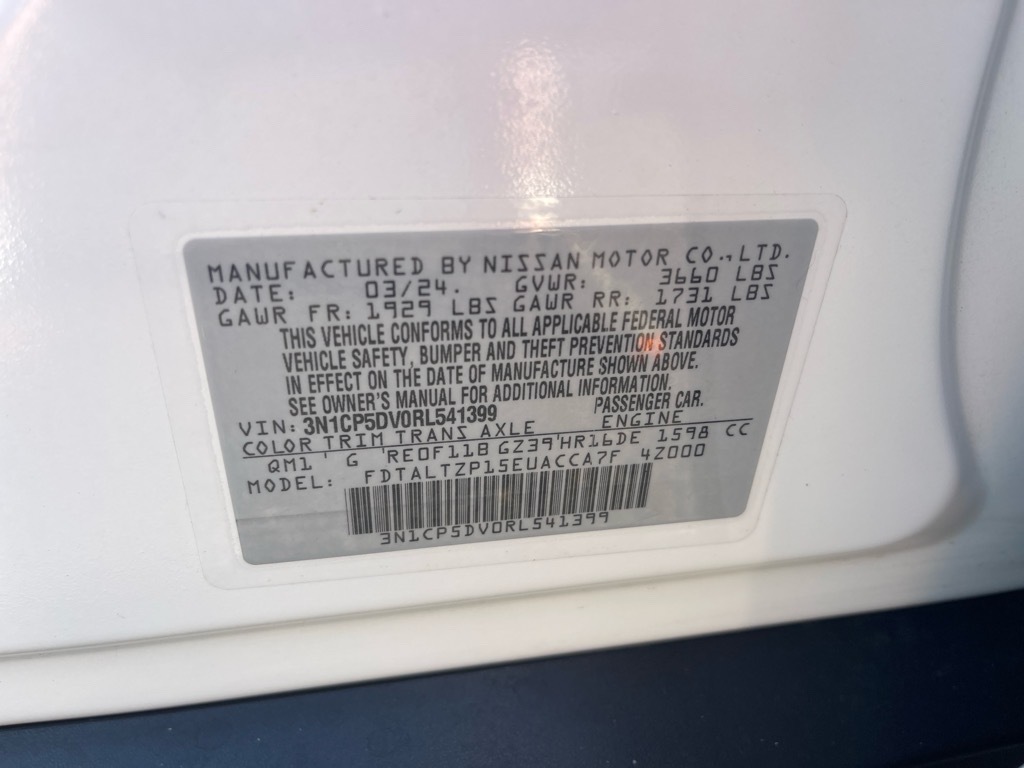 MANUFACTURED BY NISSAN MOTOR CO.,LTD.
DATE: 03/24. GVWR: 3660 LBS
GAWR FR: 1929 LBS GAWR RR: 1731 LBS
THIS VEHICLE CONFORMS TO ALL APPLICABLE FEDERAL MOTOR
VEHICLE SAFETY, BUMPER AND THEFT PREVENTION STANDARDS
IN EFFECT ON THE DATE OF MANUFACTURE SHOWN ABOVE.
SEE OWNER'S MANUAL FOR ADDITIONAL INFORMATION.
VIN: 3N1CP5DV0RL541399 PASSENGER CAR.
COLOR TRIM TRANS AXLE ENGINE
QM1 ' G 'RE0F11B GZ39'HR16DE 1598 CC
MODEL: FDTALTZP15EUACCA7F 4Z000
3N1CP5DV0RL541399